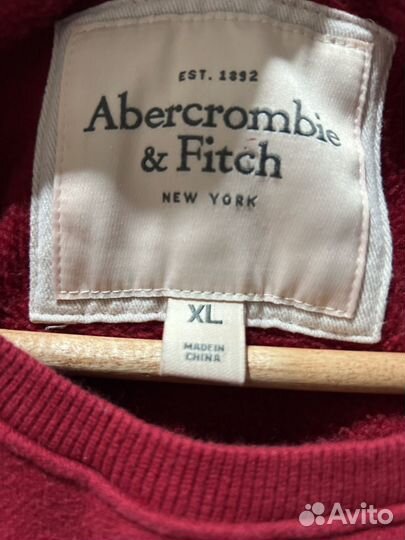 EST. 1892
Abercrombie
& Fitch
NEW YORK
XL
MADE IN
CHINA
Avito